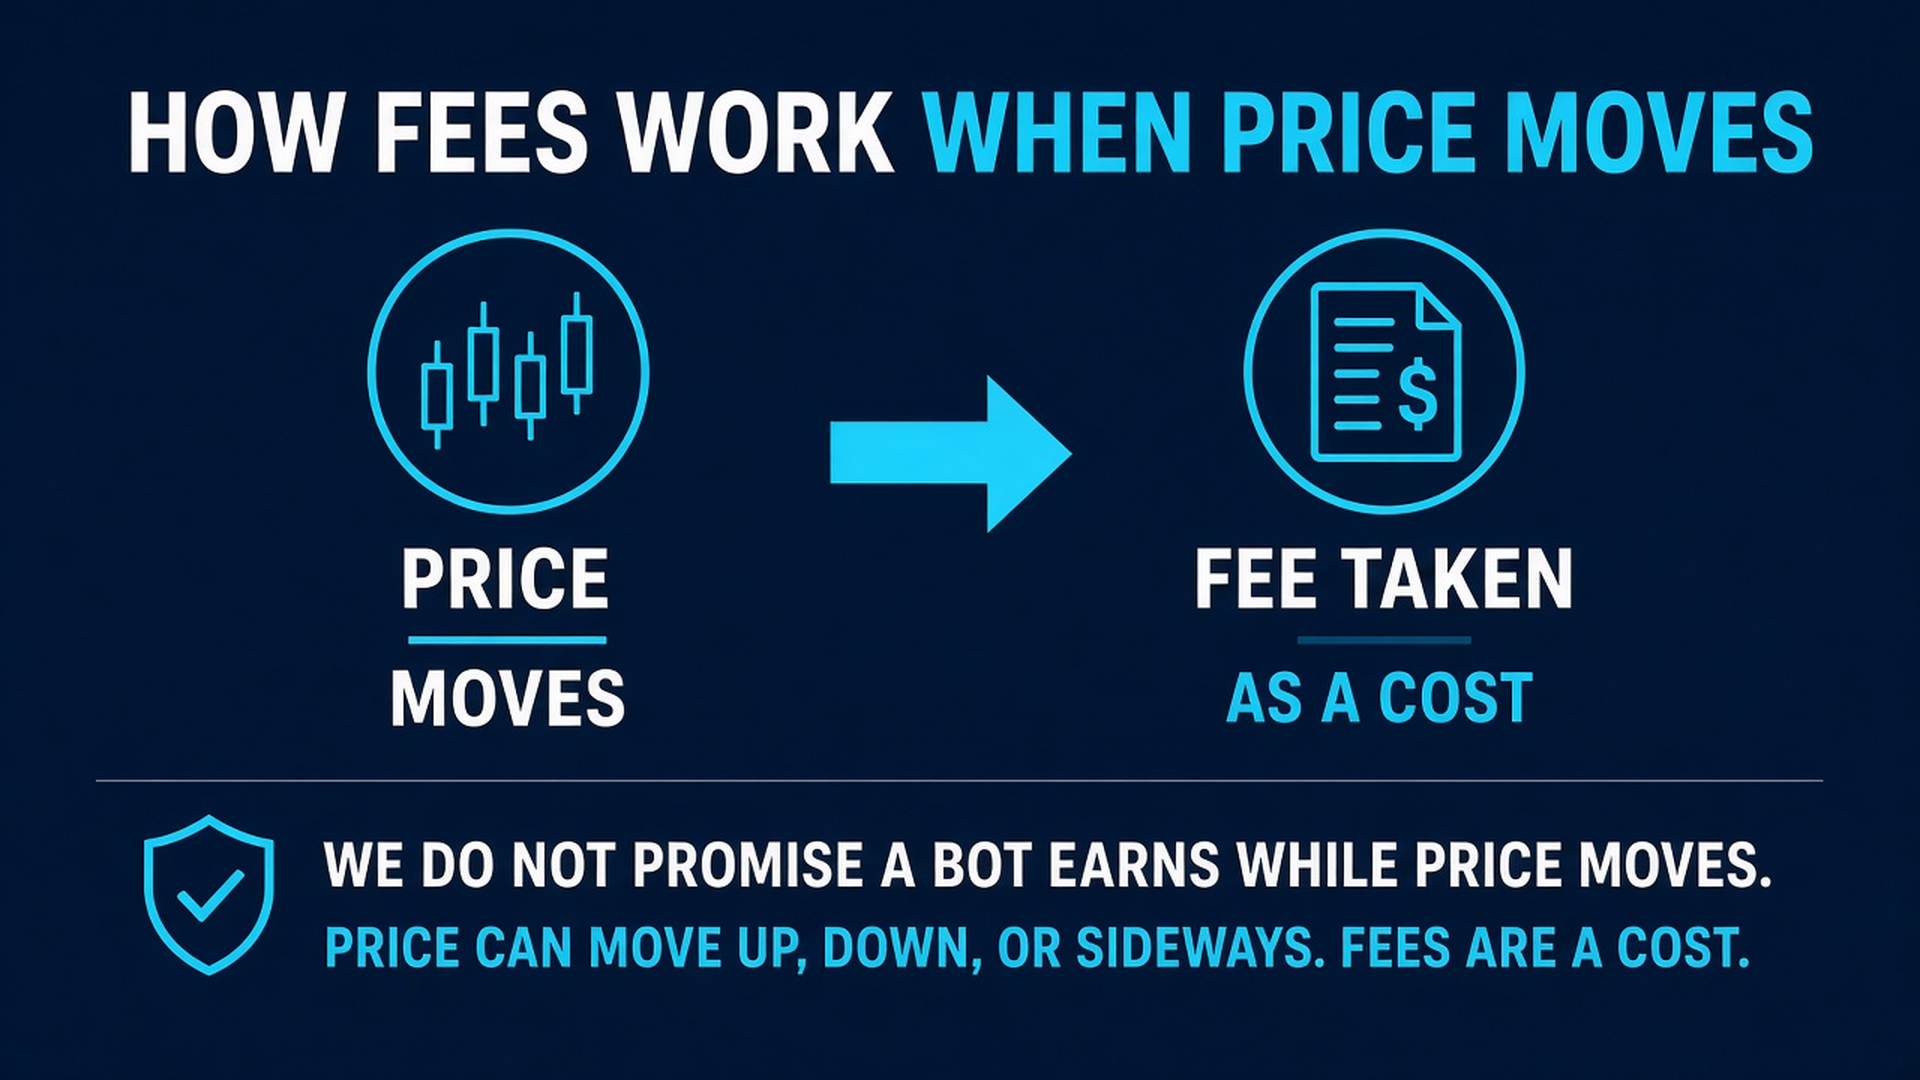 HOW FEES WORK WHEN PRICE MOVES
$
PRICE
MOVES
FEE TAKEN
AS A COST
WE DO NOT PROMISE A BOT EARNS WHILE PRICE MOVES.
PRICE CAN MOVE UP, DOWN, OR SIDEWAYS. FEES ARE A COST.